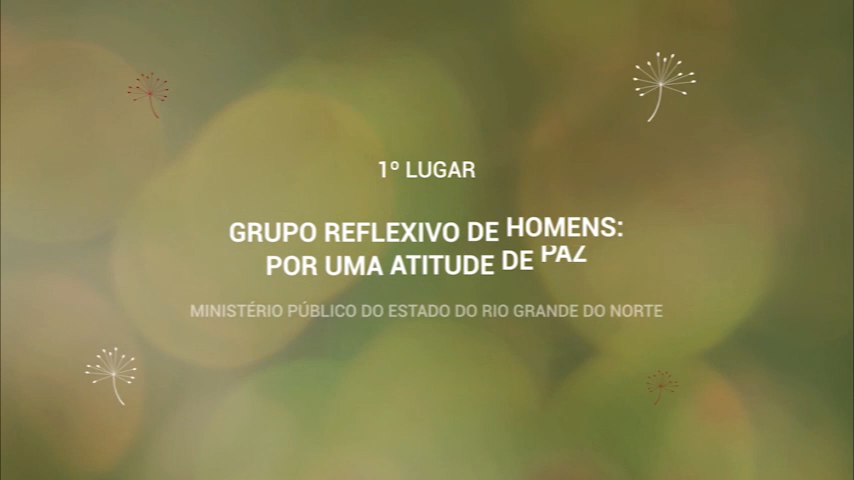 1º LUGAR
GRUPO REFLEXIVO DE HOMENS:
POR UMA ATITUDE DE PAZ
MINISTÉRIO PÚBLICO DO ESTADO DO RIO GRANDE DO NORTE